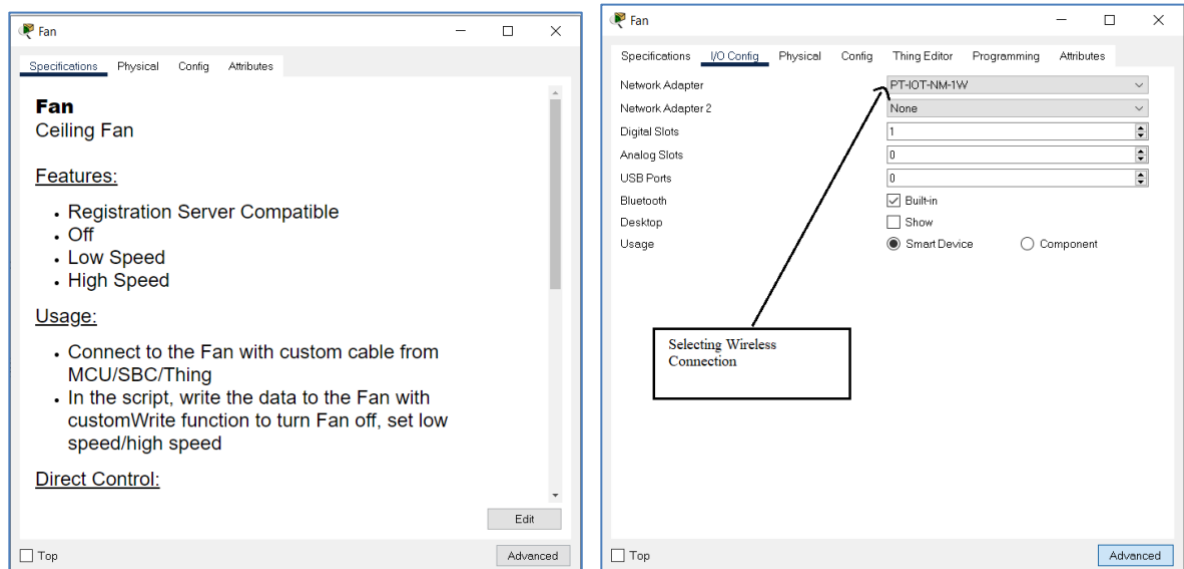 Fan
Specifications Physical Config Attributes
Fan
Ceiling Fan
Features:
• Registration Server Compatible
• Off
• Low Speed
• High Speed
Usage:
• Connect to the Fan with custom cable from
MCU/SBC/Thing
• In the script, write the data to the Fan with
customWrite function to turn Fan off, set low
speed/high speed
Direct Control:
Edit
Top Advanced
Fan
Specifications I/O Config Physical Config Thing Editor Programming Attributes
Network Adapter PT-IOT-NM-1W
Network Adapter 2 None
Digital Slots 1
Analog Slots 0
USB Ports 0
Bluetooth Built-in
Desktop Show
Usage Smart Device Component
Selecting Wireless
Connection
Top Advanced